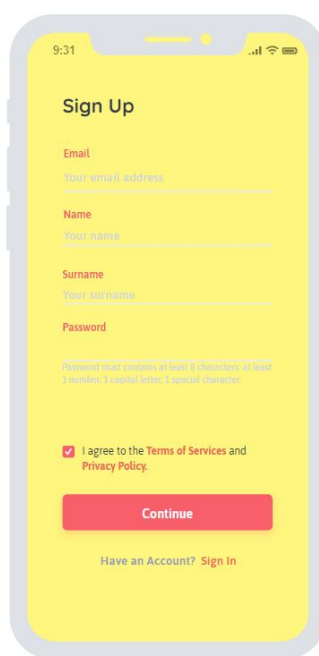 9:31
Sign Up
Email
Your email address
Name
Your name
Surname
Your surname
Password
Password must contains at least 8 characters: at least
1 number, 1 capital letter, 1 special character.
I agree to the Terms of Services and
Privacy Policy.
Continue
Have an Account? Sign In